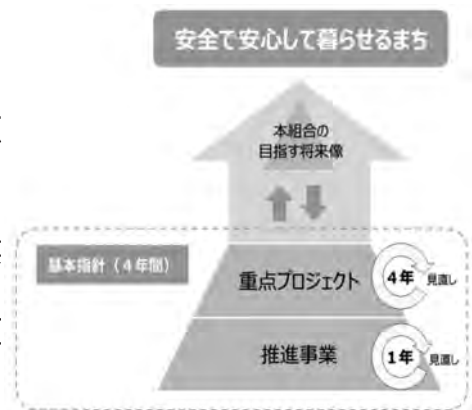 安全で安心して暮らせるまち
本組合の
目指す将来像
基本指針（4年間）
重点プロジェクト
4年
見直し
推進事業
1年
見直し